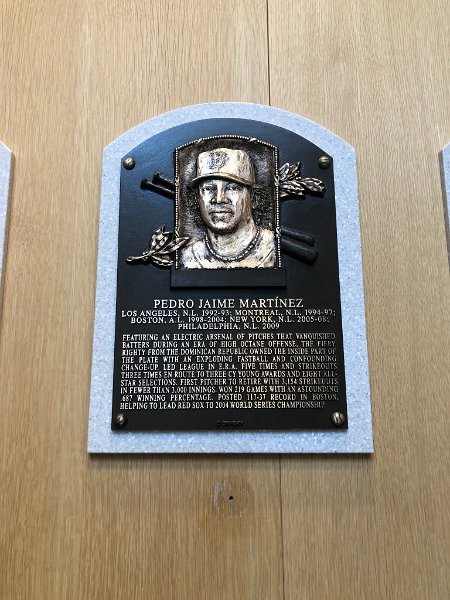 PEDRO JAIME MARTÍNEZ
LOS ANGELES, N.L. 1992-93; MONTREAL, N.L. 1994-97;
BOSTON, A.L. 1998-2004; NEW YORK, N.L. 2005-08;
PHILADELPHIA, N.L. 2009
FEATURING AN ELECTRIC ARSENAL OF PITCHES THAT VANQUISHED
BATTERS DURING AN ERA OF HIGH OCTANE OFFENSE. THE FIERY
RIGHTY FROM THE DOMINICAN REPUBLIC OWNED THE INSIDE PART OF
THE PLATE WITH AN EXPLODING FASTBALL AND CONFOUNDING
CHANGE-UP. LED LEAGUE IN E.R.A. FIVE TIMES AND STRIKEOUTS
THREE TIMES EN ROUTE TO THREE CY YOUNG AWARDS AND EIGHT ALL-
STAR SELECTIONS. FIRST PITCHER TO RETIRE WITH 3,154 STRIKEOUTS
IN FEWER THAN 3,000 INNINGS. WON 219 GAMES WITH AN ASTOUNDING
.687 WINNING PERCENTAGE. POSTED 117-37 RECORD IN BOSTON,
HELPING TO LEAD RED SOX TO 2004 WORLD SERIES CHAMPIONSHIP.